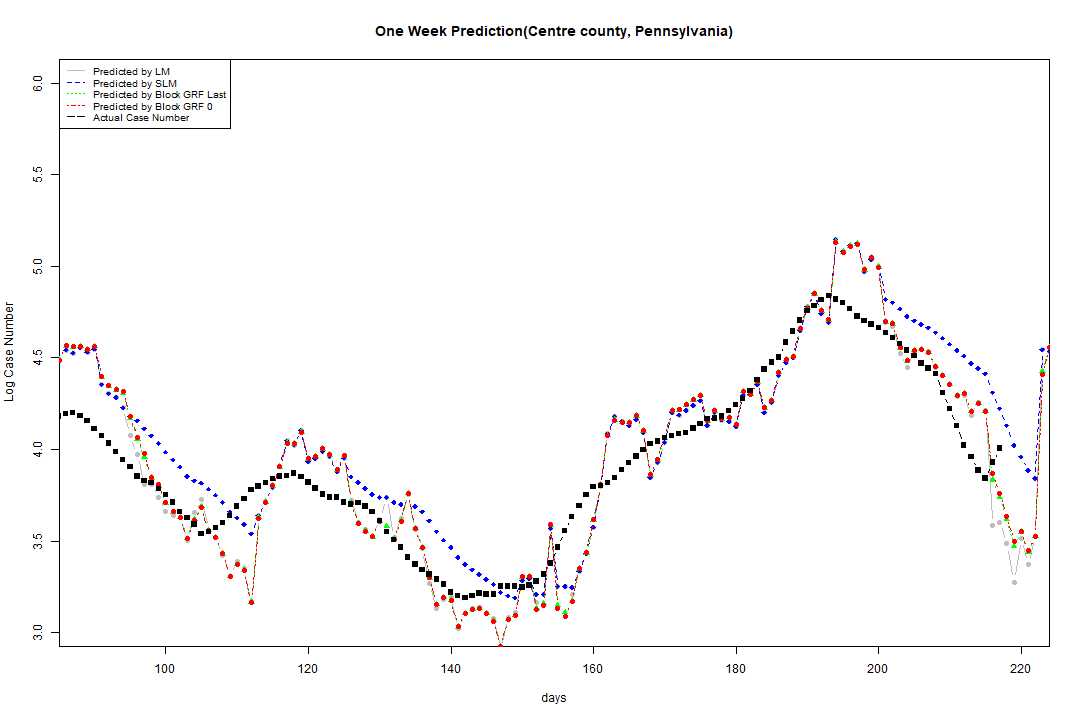 One Week Prediction(Centre county, Pennsylvania)
Predicted by LM
Predicted by SLM
Predicted by Block GRF Last
Predicted by Block GRF 0
Actual Case Number
Log Case Number
6.0
5.5
5.0
4.5
4.0
3.5
3.0
100 120 140 160 180 200 220
days